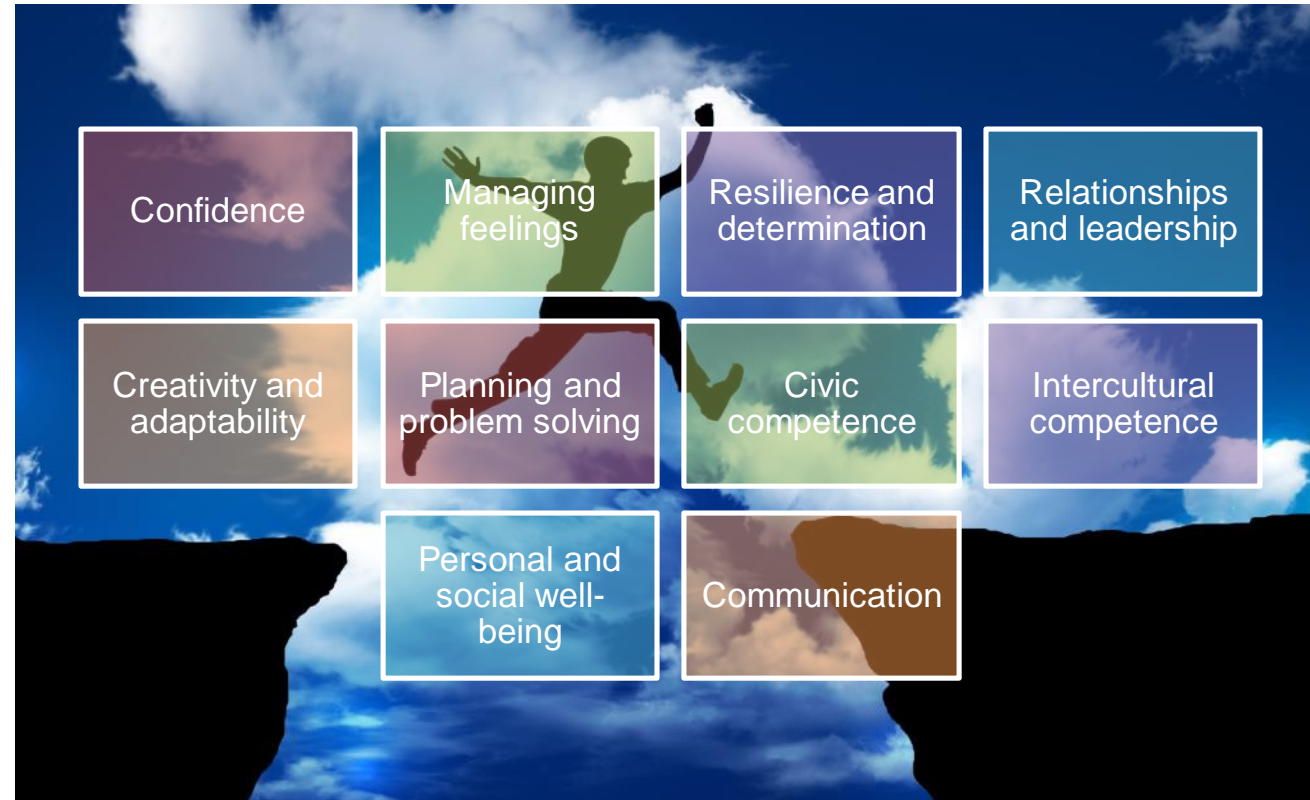 Confidence
Managing
feelings
Resilience and
determination
Relationships
and leadership
Creativity and
adaptability
Planning and
problem solving
Civic
competence
Intercultural
competence
Personal and
social well-
being
Communication